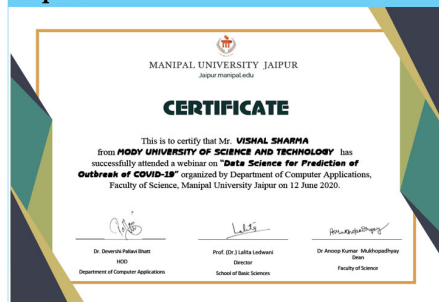 MANIPAL UNIVERSITY JAIPUR
Jaipur.manipal.edu
CERTIFICATE
This is to certify that Mr. VISHAL SHARMA
from MODY UNIVERSITY OF SCIENCE AND TECHNOLOGY has
successfully attended a webinar on "Data Science for Prediction of
Outbreak of COVID-19" organized by Department of Computer Applications,
Faculty of Science, Manipal University Jaipur on 12 June 2020.
Lalita
Dr. Devershi Pallavi Bhatt
HOD
Department of Computer Applications
Prof. (Dr.) Lalita Ledwani
Director
School of Basic Sciences
Dr Anoop Kumar Mukhopadhyay
Dean
Faculty of Science